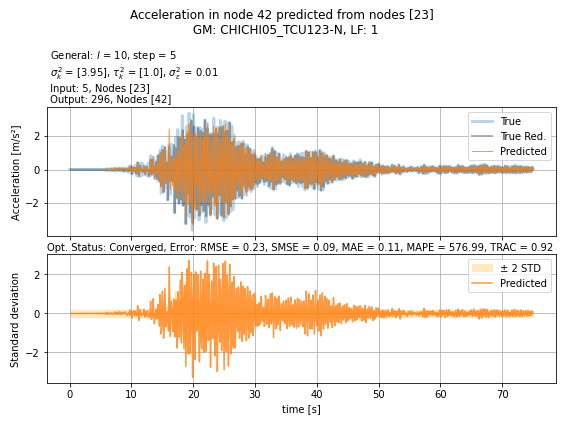 Acceleration in node 42 predicted from nodes [23]
GM: CHICHI05_TCU123-N, LF: 1
General: l = 10, step = 5
σ²ₖ = [3.95], τ²ₖ = [1.0], σ²ε = 0.01
Input: 5, Nodes [23]
Output: 296, Nodes [42]
Acceleration [m/s²]
2
0
−2
True
True Red.
Predicted
Opt. Status: Converged, Error: RMSE = 0.23, SMSE = 0.09, MAE = 0.11, MAPE = 576.99, TRAC = 0.92
Standard deviation
2
0
−2
± 2 STD
Predicted
0 10 20 30 40 50 60 70
time [s]